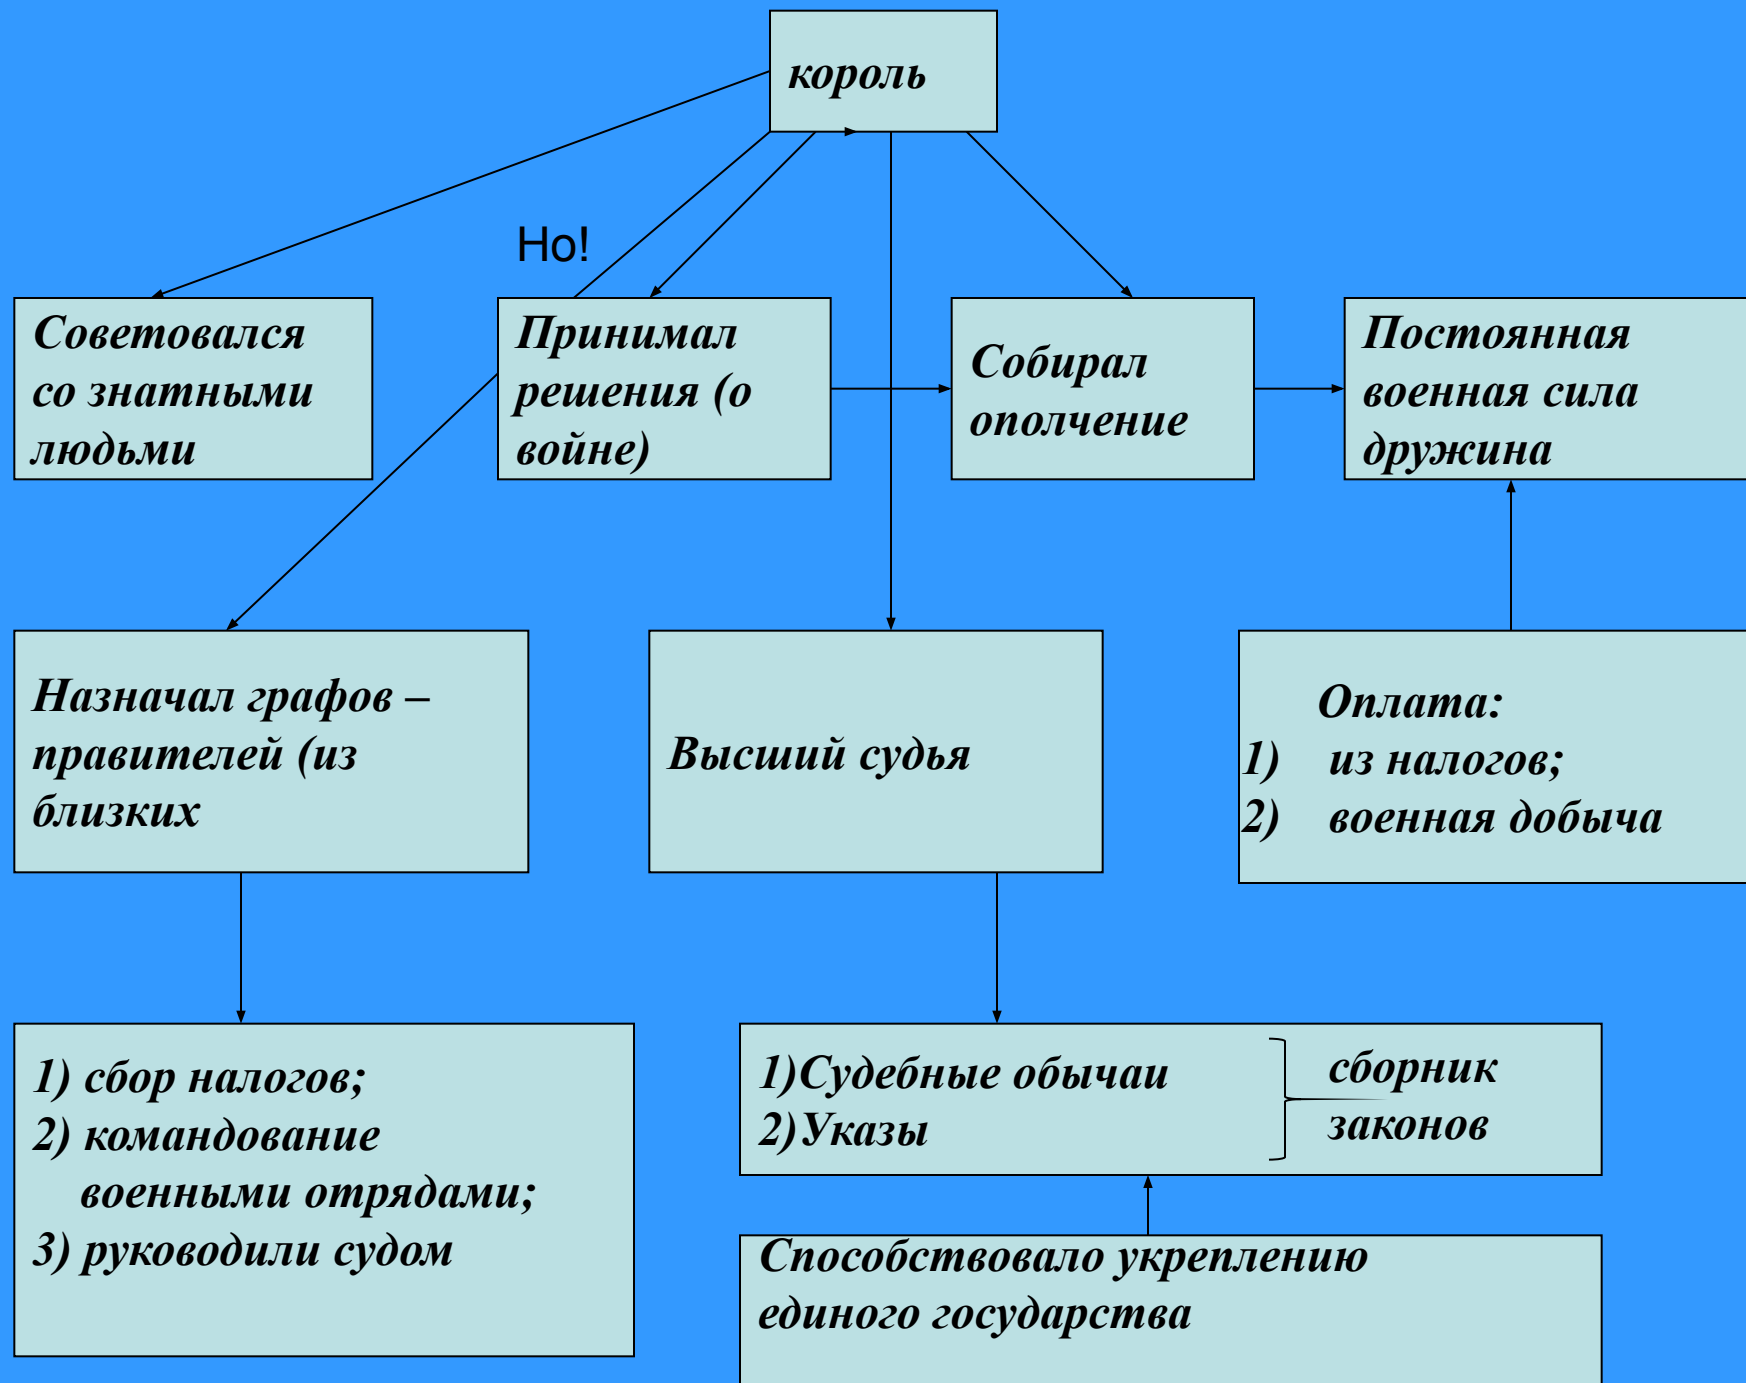 король
Но!
Советовался
со знатными
людьми
Принимал
решения (о
войне)
Собирал
ополчение
Постоянная
военная сила
дружина
Назначал графов –
правителей (из
близких
Высший судья
Оплата:
1) из налогов;
2) военная добыча
1) сбор налогов;
2) командование
военными отрядами;
3) руководили судом
1)Судебные обычаи
2)Указы
сборник
законов
Способствовало укреплению
единого государства